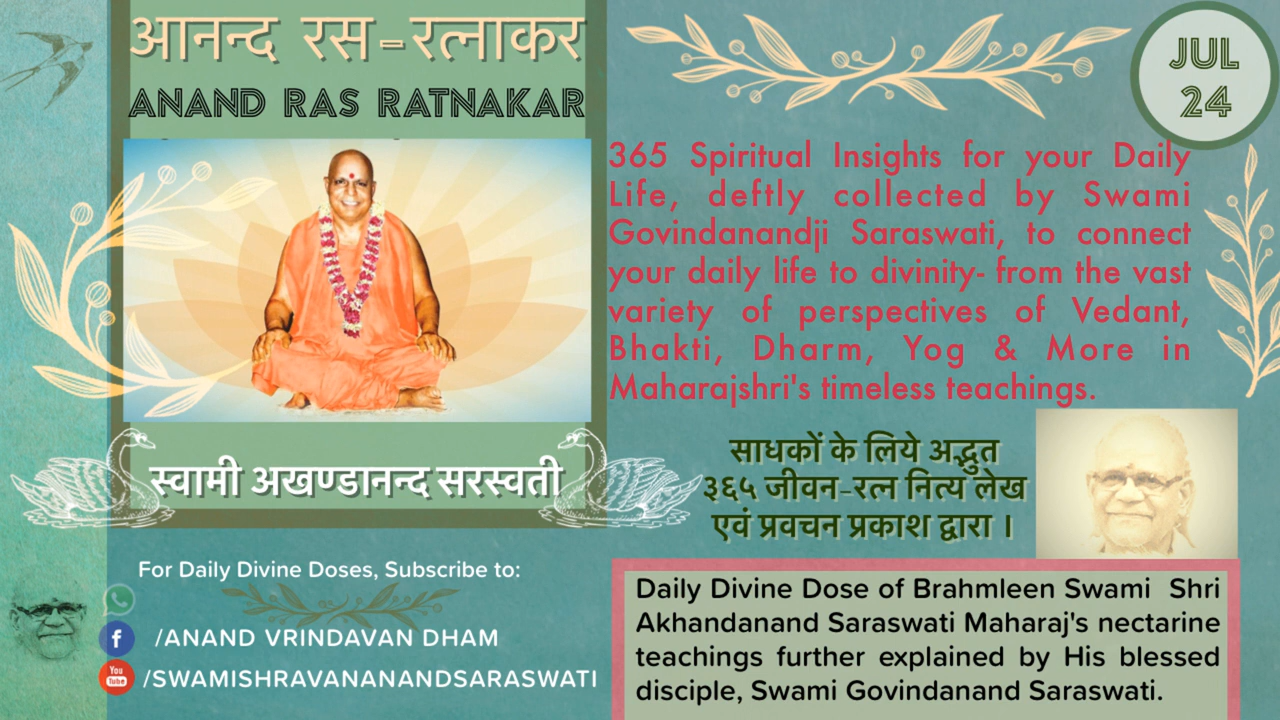 आनन्द रस-रत्नाकर
ANAND RAS RATNAKAR
JUL
24
365 Spiritual Insights for your Daily
Life, deftly collected by Swami
Govindanandji Saraswati, to connect
your daily life to divinity- from the vast
variety of perspectives of Vedant,
Bhakti, Dharm, Yog & More in
Maharajshri's timeless teachings.
स्वामी अखण्डानन्द सरस्वती
साधकों के लिये अद्भुत
३६५ जीवन-रत्न नित्य लेख
एवं प्रवचन प्रकाश द्वारा ।
For Daily Divine Doses, Subscribe to:
f /ANAND VRINDAVAN DHAM
You
Tube /SWAMISHRAVANANANDSARASWATI
Daily Divine Dose of Brahmleen Swami Shri
Akhandanand Saraswati Maharaj's nectarine
teachings further explained by His blessed
disciple, Swami Govindanand Saraswati.